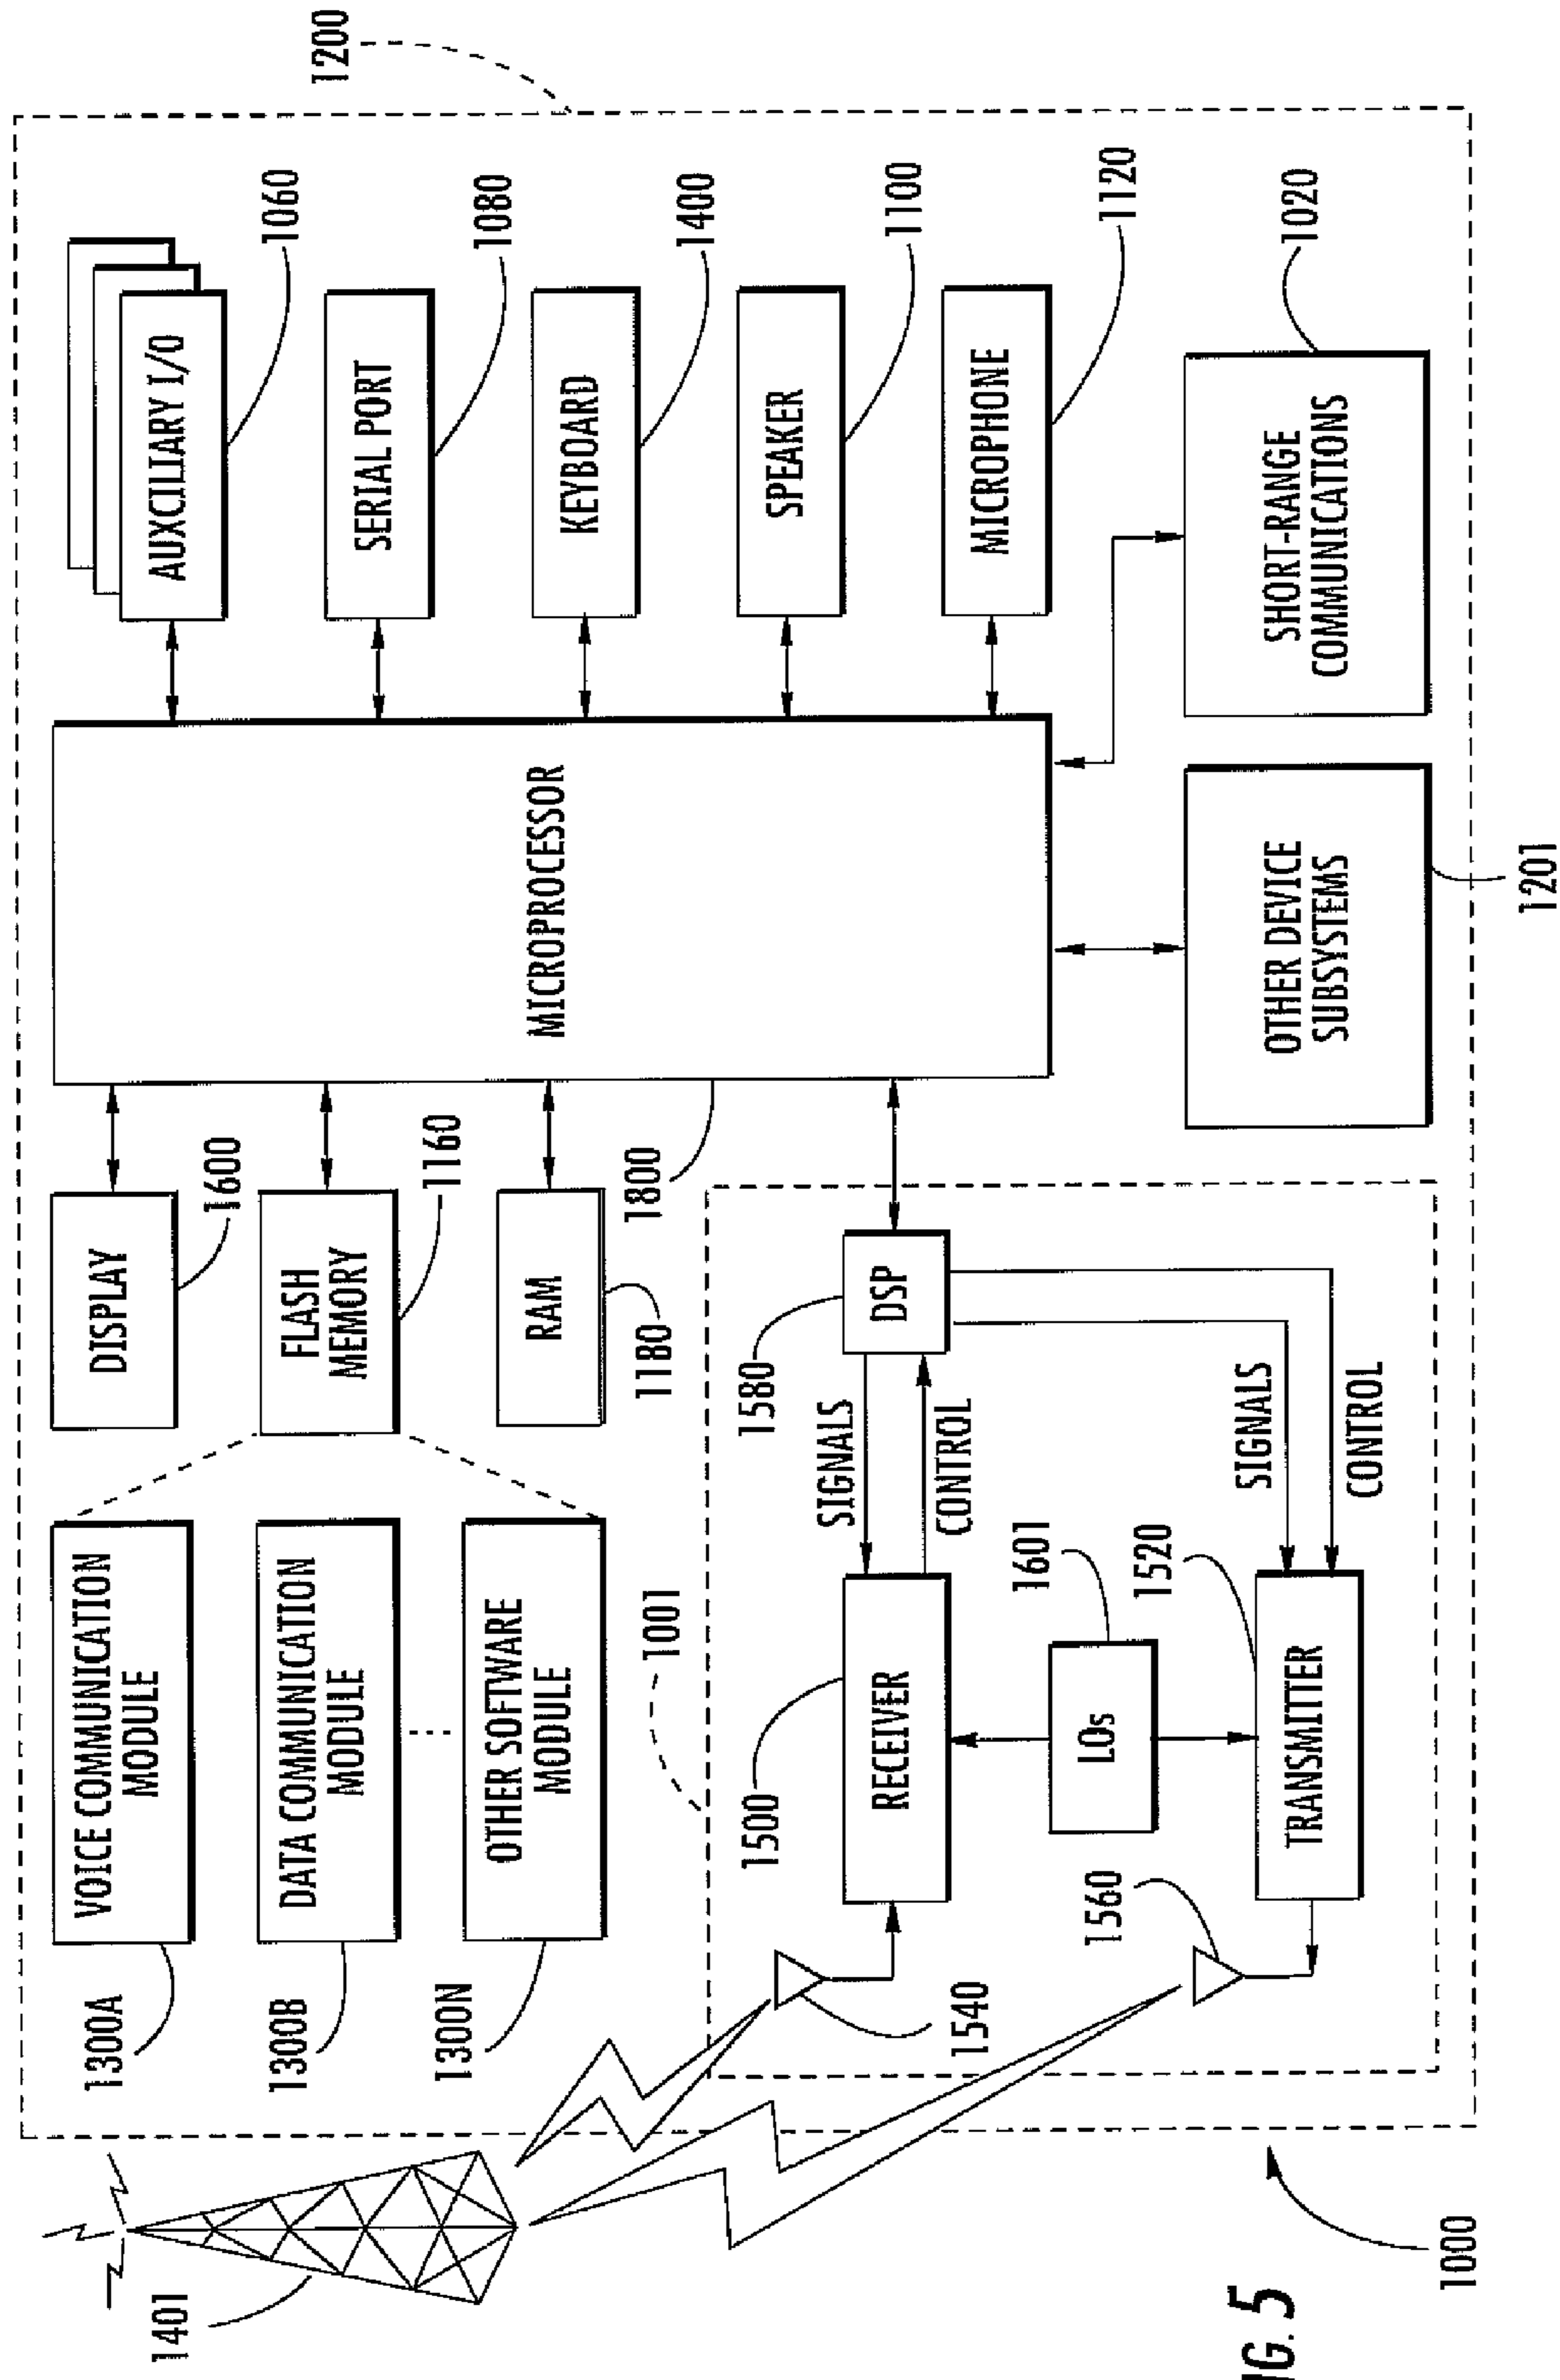 1200
AUXCILIARY I/O
1060
SERIAL PORT
1080
KEYBOARD
1400
SPEAKER
1100
MICROPHONE
1120
SHORT-RANGE
COMMUNICATIONS
1020
MICROPROCESSOR
1800
OTHER DEVICE
SUBSYSTEMS
1201
DISPLAY
1600
FLASH
MEMORY
1160
RAM
1180
VOICE COMMUNICATION
MODULE
1300A
DATA COMMUNICATION
MODULE
1300B
OTHER SOFTWARE
MODULE
1300N
1001
DSP
1580
SIGNALS
CONTROL
RECEIVER
1500
LOs
1601
SIGNALS
CONTROL
TRANSMITTER
1520
1540
1560
1401
1000
IG. 5